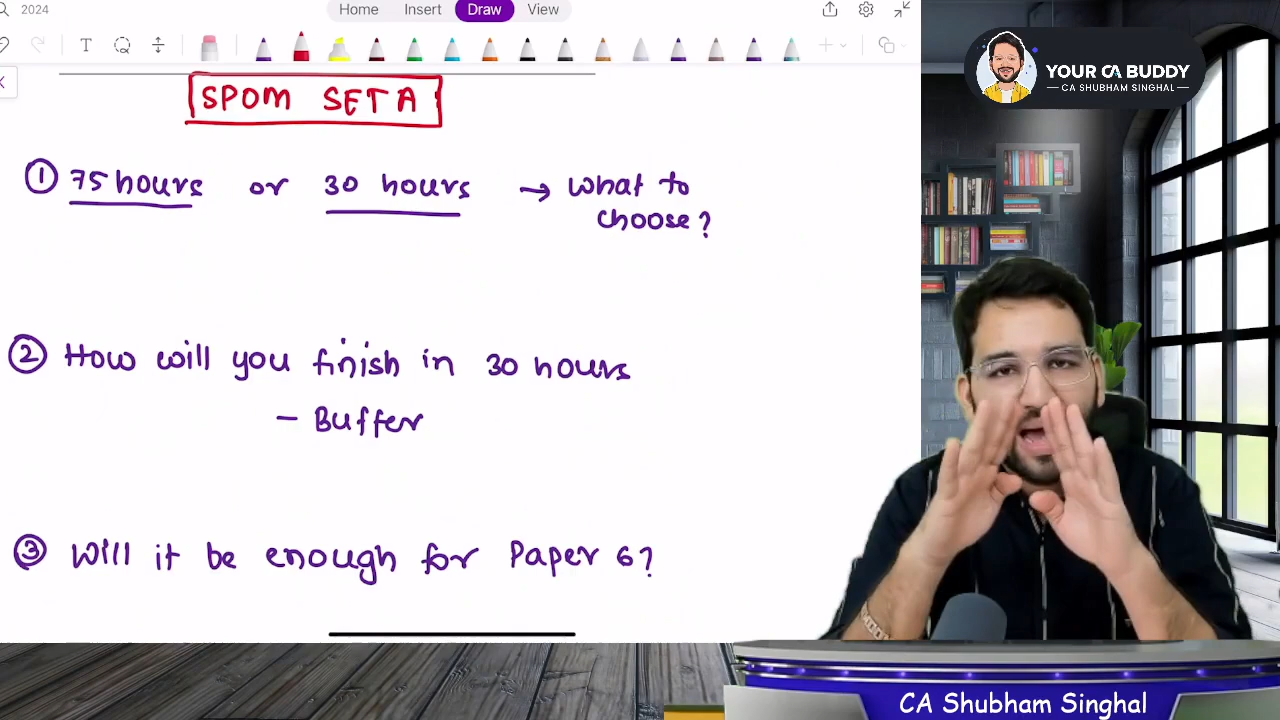 2024
Home Insert Draw View
T
YOUR CA BUDDY
— CA SHUBHAM SINGHAL —
SPOM SET A
① 75 hours or 30 hours → What to
choose?
② How will you finish in 30 hours
- Buffer
③ Will it be enough for Paper 6?
CA Shubham Singhal